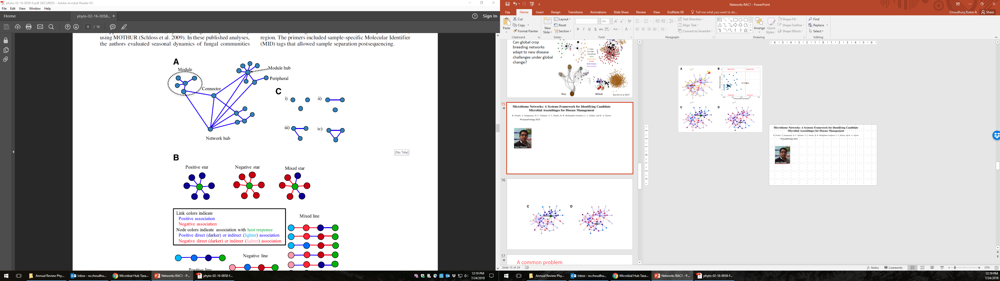 phyto-02-16-0058-fi.pdf (SECURED) - Adobe Acrobat Reader DC
File Edit View Window Help
Home
phyto-02-16-0058... ×
Sign In
6 / 14
using MOTHUR (Schloss et al. 2009). In these published analyses,
the authors evaluated seasonal dynamics of fungal communities
region. The primers included sample-specific Molecular Identifier
(MID) tags that allowed sample separation postsequencing.
A
Module
Module hub
Peripheral
Connector
Network hub
C
i)
ii)
iii)
iv)
[No Title]
B
Positive star
Negative star
Mixed star
Link colors indicate
Positive association
Negative association
Node colors indicate association with host response
Positive direct (darker) or indirect (lighter) association
Negative direct (darker) or indirect (lighter) association
Mixed line
Negative line
Positive line
Networks RAC1 - PowerPoint
File Home Insert Design Transitions Animations Slide Show Review View EndNote X8 Tell me what you want to do...
Choudhury,Robin A Share
Paste
Cut
Copy
Format Painter
Clipboard
New
Slide
Layout
Reset
Section
Slides
14+
B I U S abc AV Aa A
Font
Text Direction
Align Text
Convert to SmartArt
Paragraph
Arrange
Quick
Styles
Shape Fill
Shape Outline
Shape Effects
Drawing
Find
Replace
Select
Editing
Can global crop
breeding networks
adapt to new disease
challenges under global
change?
Rice
Wheat
Garrett et al 2017
15
Microbiome Networks: A Systems Framework for Identifying Candidate
Microbial Assemblages for Disease Management
R. Poudel, A. Jumpponen, D. C. Schlatter, T. C. Paulitz, B. B. McSpadden Gardener, L. L. Kinkel, and K. A. Garrett
Phytopathology 2016
Ravin Poudel
16
C
D
17
A common problem
A
B
C
D
Microbiome Networks: A Systems Framework for Identifying Candidate
Microbial Assemblages for Disease Management
R. Poudel, A. Jumpponen, D. C. Schlatter, T. C. Paulitz, B. B. McSpadden Gardener, L. L. Kinkel, and K. A. Garrett
Phytopathology 2016
Ravin Poudel
Slide 15 of 24
Notes
Comments
33%
Annual Review Phy...
Inbox - ra.choudhu...
Microbial Hub Taxa...
Networks RAC1 - P...
phyto-02-16-0058-f...
12:19 PM
7/24/2018
Annual Review Phy...
Inbox - ra.choudhu...
Microbial Hub Taxa...
Networks RAC1 - P...
phyto-02-16-0058-f...
12:19 PM
7/24/2018